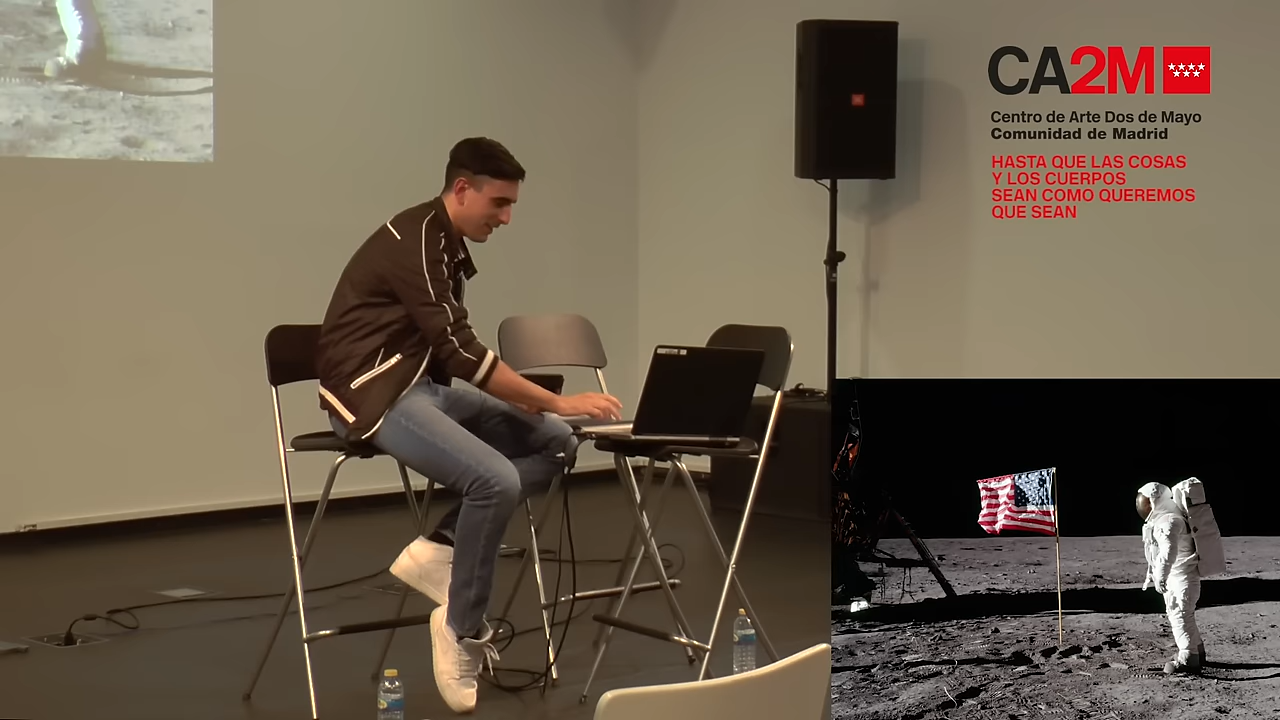 CA2M
Centro de Arte Dos de Mayo
Comunidad de Madrid
HASTA QUE LAS COSAS
Y LOS CUERPOS
SEAN COMO QUEREMOS
QUE SEAN